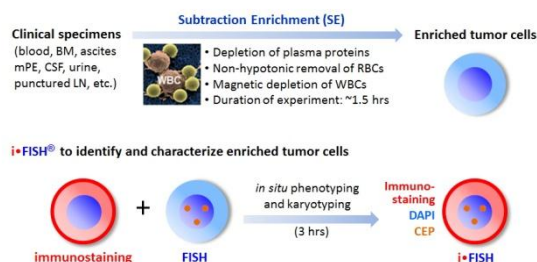 Subtraction Enrichment (SE)
Clinical specimens
(blood, BM, ascites
mPE, CSF, urine,
punctured LN, etc.)
WBC
• Depletion of plasma proteins
• Non-hypotonic removal of RBCs
• Magnetic depletion of WBCs
• Duration of experiment: ~1.5 hrs
Enriched tumor cells
i•FISH® to identify and characterize enriched tumor cells
immunostaining
+
FISH
in situ phenotyping
and karyotyping
(3 hrs)
Immuno-
staining
DAPI
CEP
i•FISH